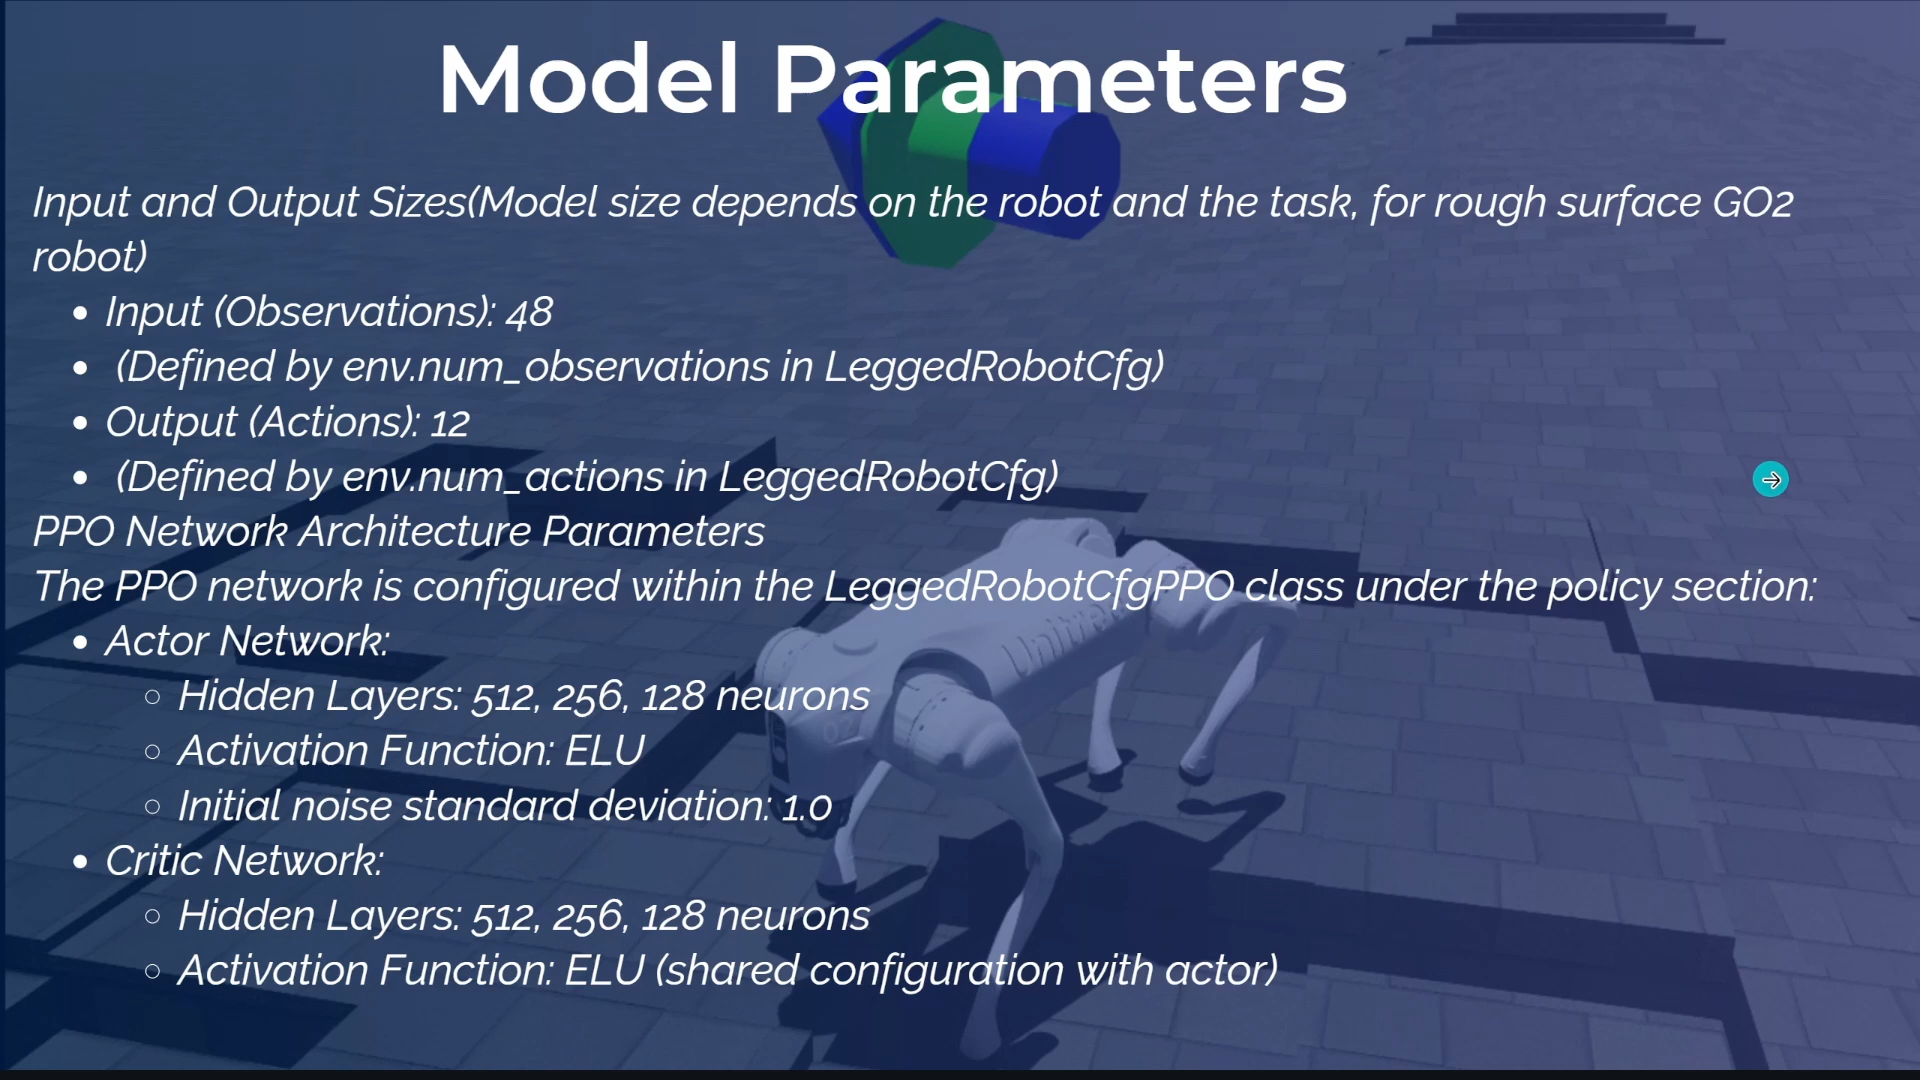 Model Parameters
Input and Output Sizes(Model size depends on the robot and the task, for rough surface GO2
robot)
• Input (Observations): 48
• (Defined by env.num_observations in LeggedRobotCfg)
• Output (Actions): 12
• (Defined by env.num_actions in LeggedRobotCfg)
PPO Network Architecture Parameters
The PPO network is configured within the LeggedRobotCfgPPO class under the policy section:
• Actor Network:
○ Hidden Layers: 512, 256, 128 neurons
○ Activation Function: ELU
○ Initial noise standard deviation: 1.0
• Critic Network:
○ Hidden Layers: 512, 256, 128 neurons
○ Activation Function: ELU (shared configuration with actor)